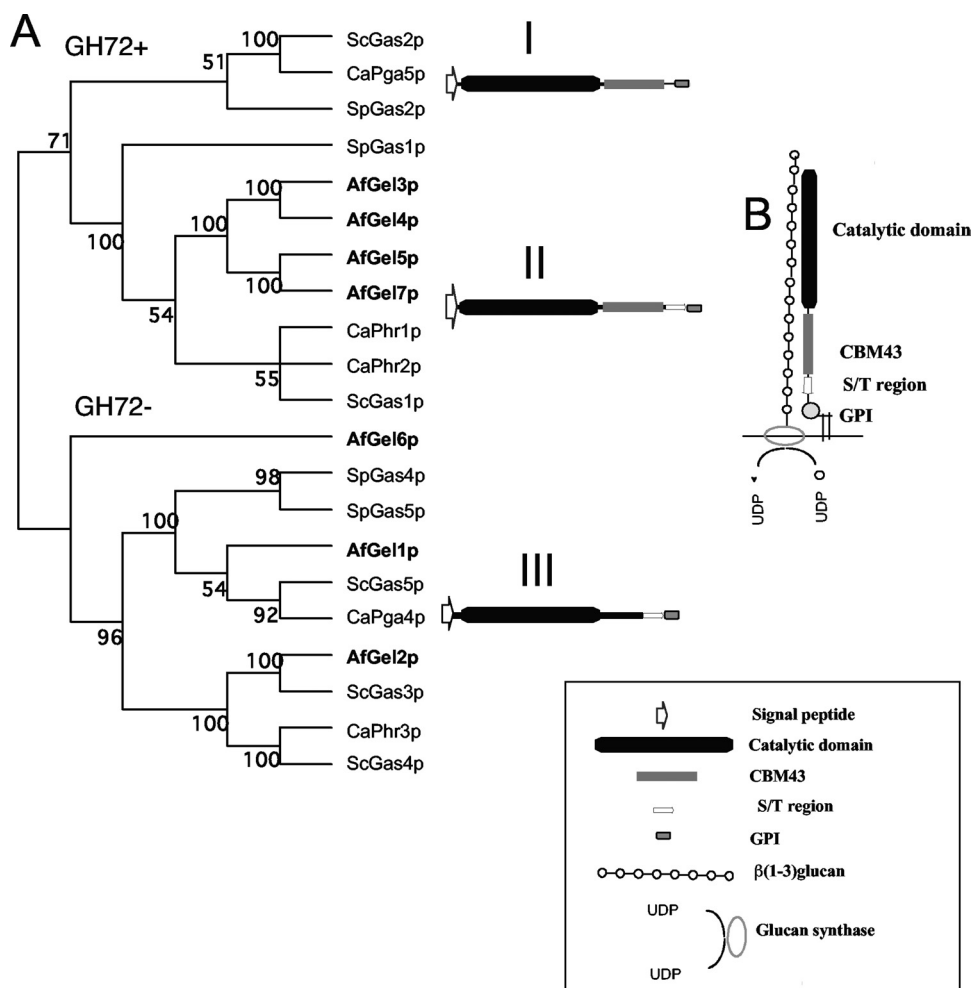 A
GH72+
100
ScGas2p
I
51
CaPga5p
SpGas2p
71
SpGas1p
100
AfGel3p
100
AfGel4p
AfGel5p
II
100
AfGel7p
100
54
CaPhr1p
CaPhr2p
55
ScGas1p
GH72-
AfGel6p
98
SpGas4p
SpGas5p
100
AfGel1p
III
54
ScGas5p
92
CaPga4p
96
100
AfGel2p
ScGas3p
100
CaPhr3p
100
ScGas4p
B
Catalytic domain
CBM43
S/T region
GPI
UDP
UDP
Signal peptide
Catalytic domain
CBM43
S/T region
GPI
β(1-3)glucan
UDP
Glucan synthase
UDP